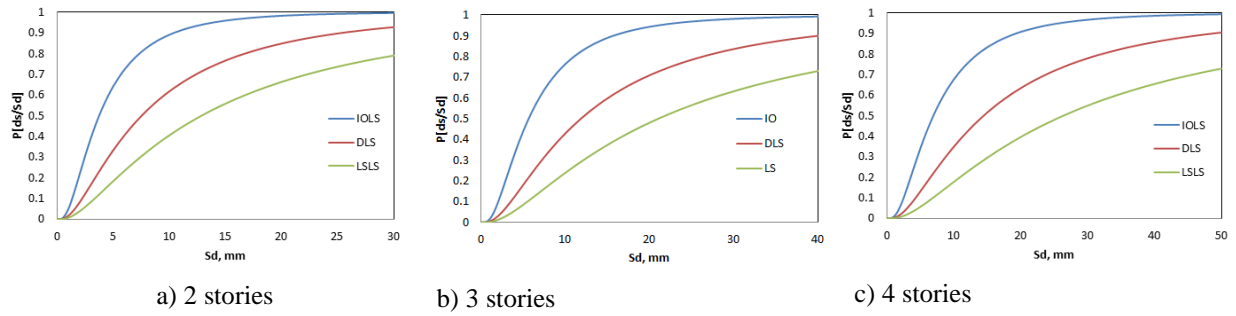 P[ds/Sd]
1
0.9
0.8
0.7
0.6
0.5
0.4
0.3
0.2
0.1
0
IOLS
DLS
LSLS
0 5 10 15 20 25 30
Sd, mm
a) 2 stories
P[ds/Sd]
1
0.9
0.8
0.7
0.6
0.5
0.4
0.3
0.2
0.1
0
IO
DLS
LS
0 10 20 30 40
Sd, mm
b) 3 stories
P[ds/Sd]
1
0.9
0.8
0.7
0.6
0.5
0.4
0.3
0.2
0.1
0
IOLS
DLS
LSLS
0 10 20 30 40 50
Sd, mm
c) 4 stories